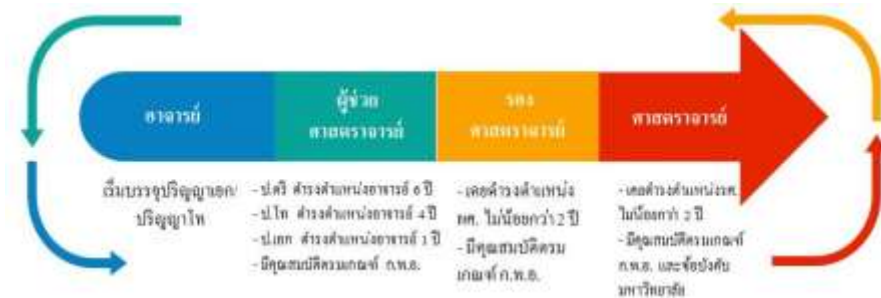 อาจารย์
ผู้ช่วย
ศาสตราจารย์
รอง
ศาสตราจารย์
ศาสตราจารย์
เริ่มบรรจุปริญญาเอก/
ปริญญาโท
- ป.ตรี ดำรงตำแหน่งอาจารย์ 6 ปี
- ป.โท ดำรงตำแหน่งอาจารย์ 4 ปี
- ป.เอก ดำรงตำแหน่งอาจารย์ 1 ปี
- มีคุณสมบัติตามเกณฑ์ ก.พ.อ.
- เคยดำรงตำแหน่ง
ผศ. ไม่น้อยกว่า 2 ปี
- มีคุณสมบัติตรงตาม
เกณฑ์ ก.พ.อ.
- เคยดำรงตำแหน่งรศ.
ไม่น้อยกว่า 2 ปี
- มีคุณสมบัติตามเกณฑ์
ก.พ.อ. และข้อบังคับ
มหาวิทยาลัย